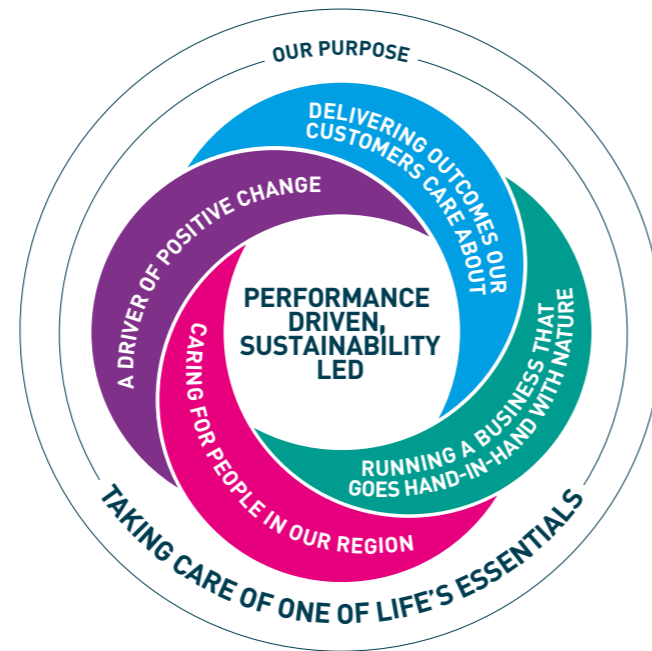 OUR PURPOSE
DELIVERING OUTCOMES OUR
CUSTOMERS CARE ABOUT
RUNNING A BUSINESS THAT
GOES HAND-IN-HAND WITH NATURE
CARING FOR PEOPLE IN OUR REGION
A DRIVER OF POSITIVE CHANGE
PERFORMANCE
DRIVEN,
SUSTAINABILITY
LED
TAKING CARE OF ONE OF LIFE'S ESSENTIALS